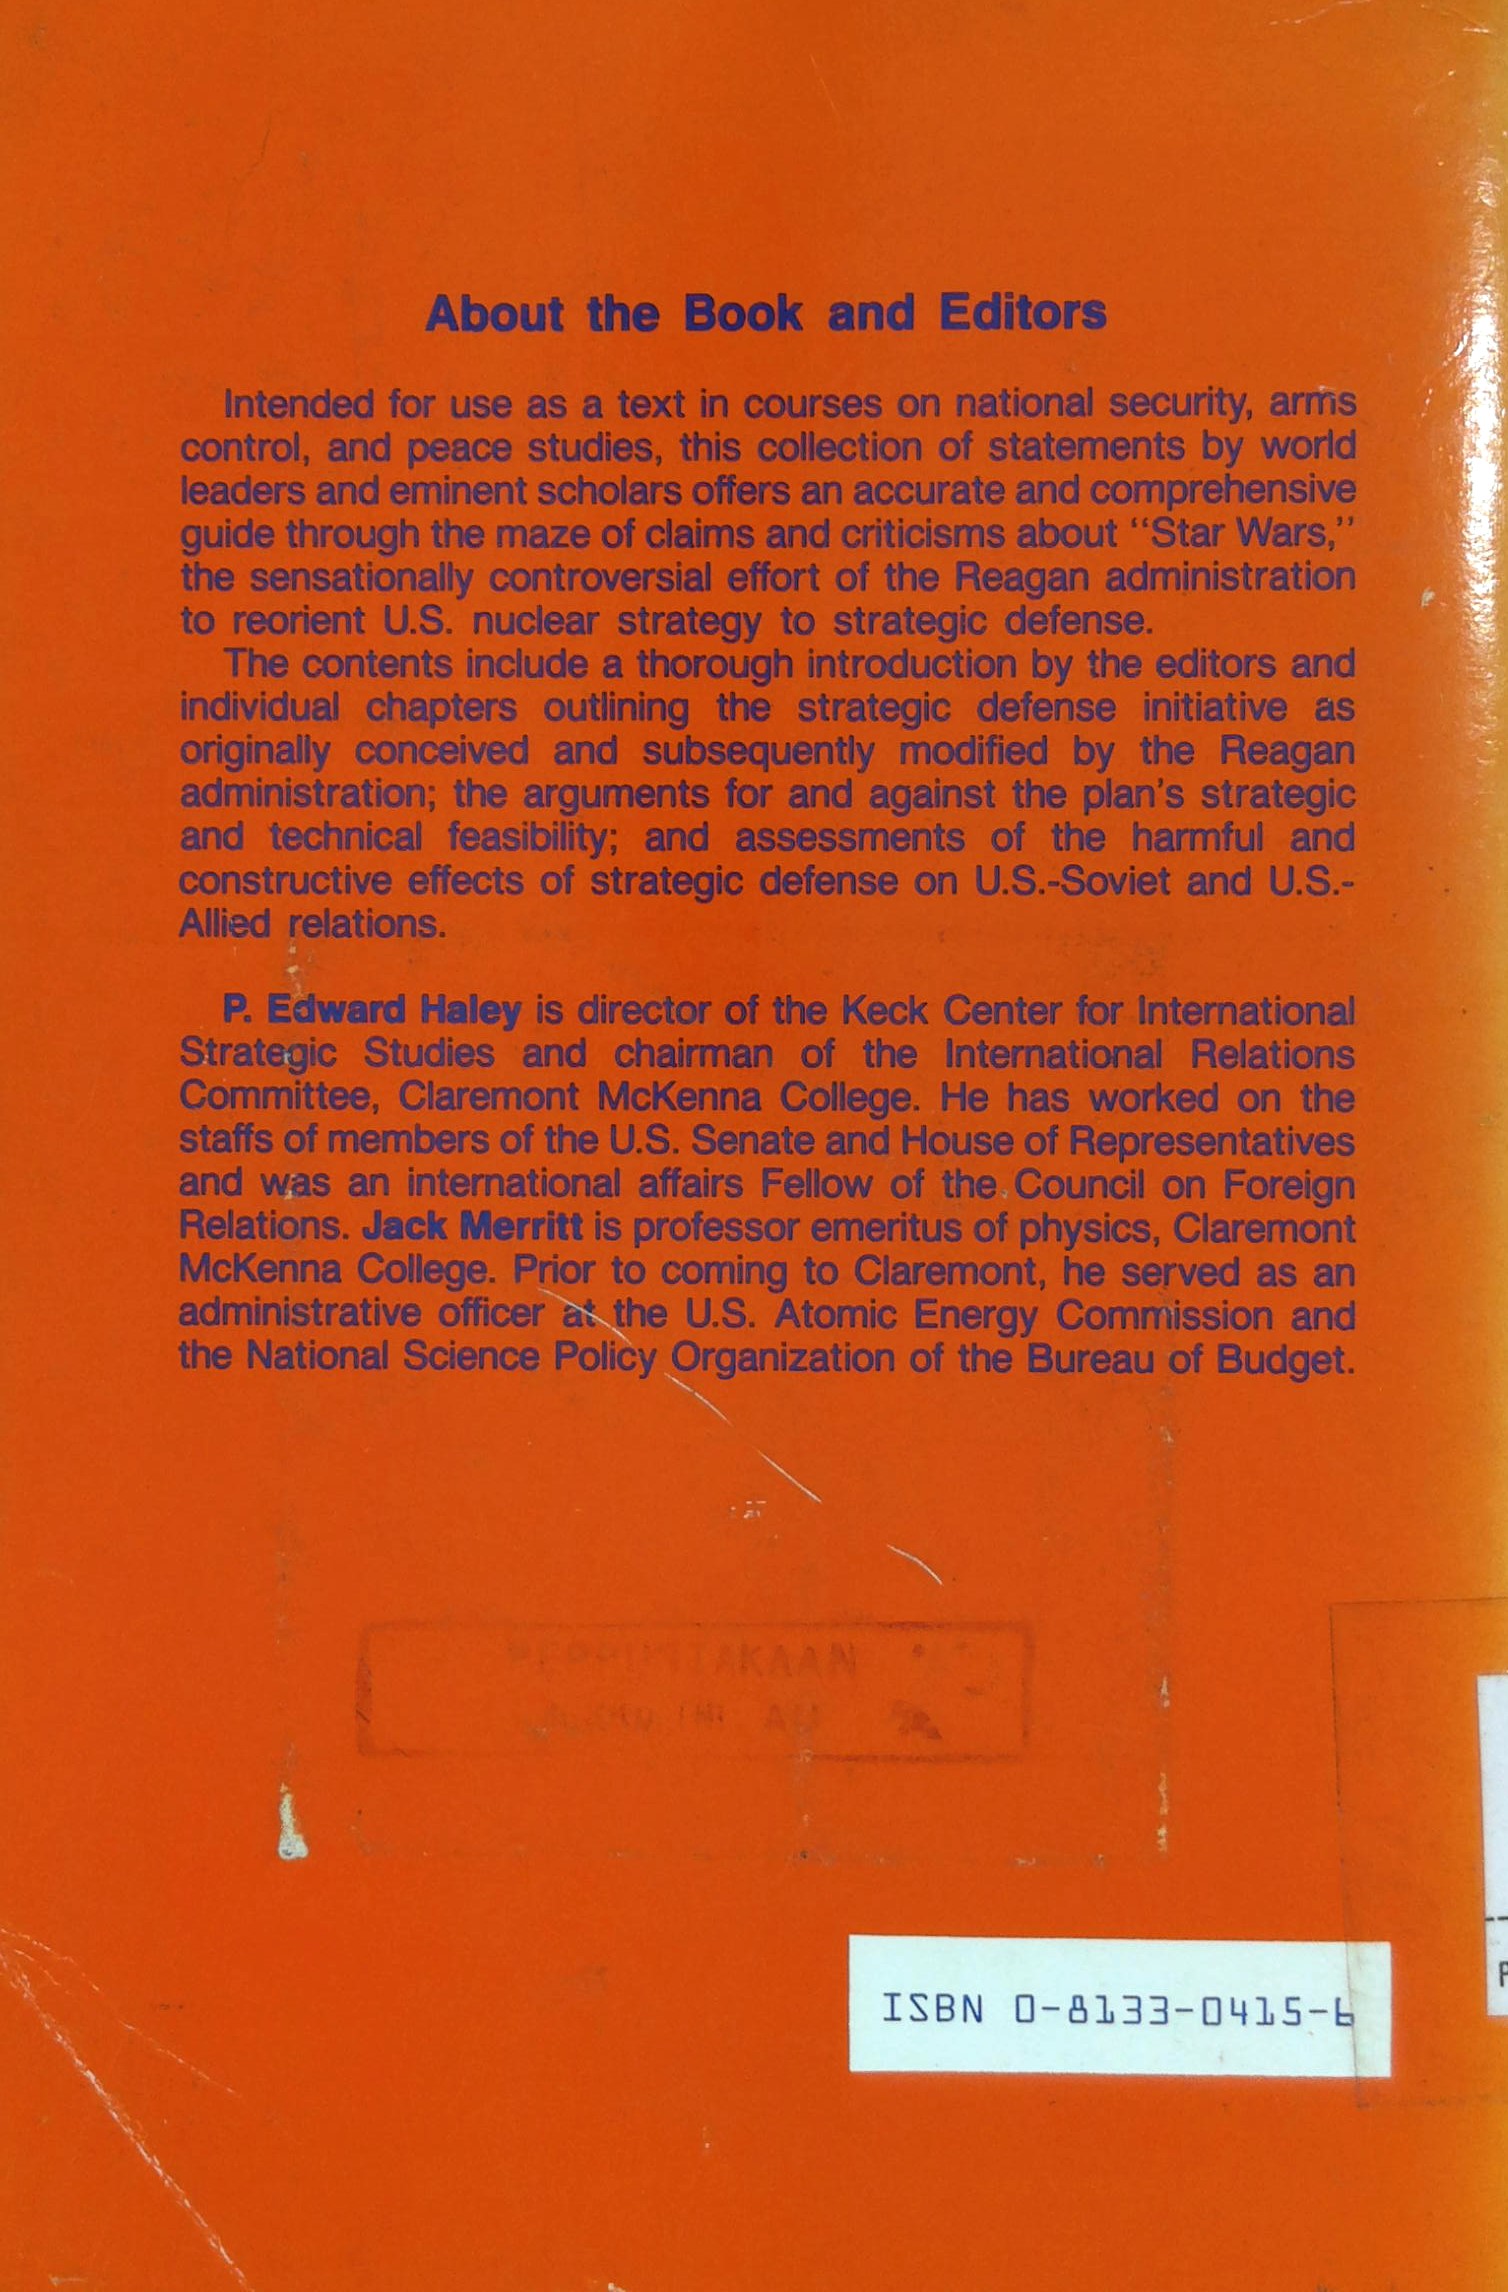 About the Book and Editors
Intended for use as a text in courses on national security, arms
control, and peace studies, this collection of statements by world
leaders and eminent scholars offers an accurate and comprehensive
guide through the maze of claims and criticisms about ‘‘Star Wars,’’
the sensationally controversial effort of the Reagan administration
to reorient U.S. nuclear strategy to strategic defense.
The contents include a thorough introduction by the editors and
individual chapters outlining the strategic defense initiative as
originally conceived and subsequently modified by the Reagan
administration; the arguments for and against the plan's strategic
and technical feasibility; and assessments of the harmful and
constructive effects of strategic defense on U.S.-Soviet and U.S.-
Allied relations.
P. Edward Haley is director of the Keck Center for International
Strategic Studies and chairman of the International Relations
Committee, Claremont McKenna College. He has worked on the
staffs of members of the U.S. Senate and House of Representatives
and was an international affairs Fellow of the Council on Foreign
Relations. Jack Merritt is professor emeritus of physics, Claremont
McKenna College. Prior to coming to Claremont, he served as an
administrative officer at the U.S. Atomic Energy Commission and
the National Science Policy Organization of the Bureau of Budget.
PERPUSTAKAAN
ISBN 0-8133-0415-6